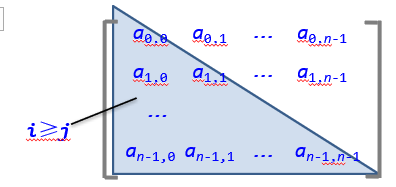 a0.0 a0.1 … a0.n-1
a1,0 a1,1 … a1,n-1
…
i≥j
an-1,0 an-1,1 … an-1,n-1